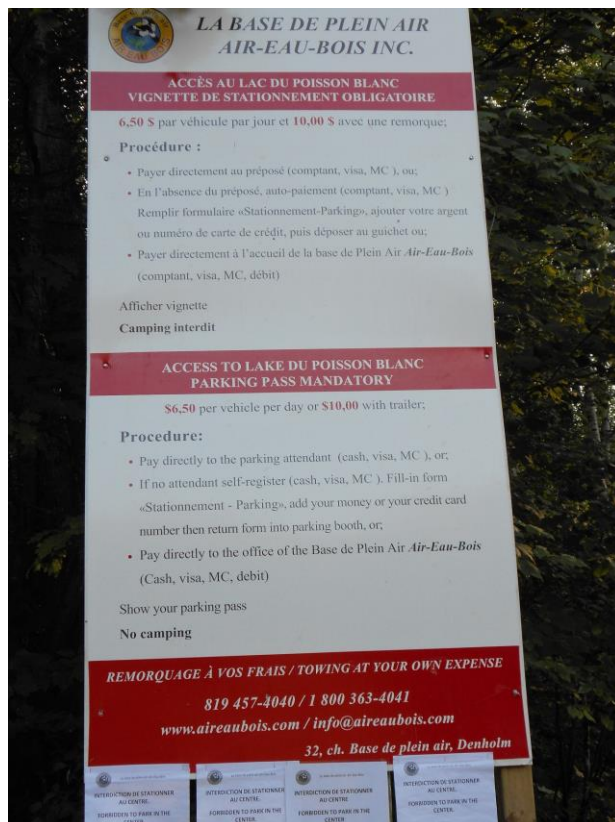 LA BASE DE PLEIN AIR
AIR-EAU-BOIS INC.
ACCÈS AU LAC DU POISSON BLANC
VIGNETTE DE STATIONNEMENT OBLIGATOIRE
6,50 $ par véhicule par jour et 10,00 $ avec une remorque;
Procédure :
• Payer directement au préposé (comptant, visa, MC ), ou;
• En l'absence du préposé, auto-paiement (comptant, visa, MC )
Remplir formulaire «Stationnement-Parking», ajouter votre argent
ou numéro de carte de crédit, puis déposer au guichet ou;
• Payer directement à l'accueil de la base de Plein Air Air-Eau-Bois
(comptant, visa, MC, débit)
Afficher vignette
Camping interdit
ACCESS TO LAKE DU POISSON BLANC
PARKING PASS MANDATORY
$6,50 per vehicle per day or $10,00 with trailer;
Procedure:
• Pay directly to the parking attendant (cash, visa, MC ), or;
• If no attendant self-register (cash, visa, MC ). Fill-in form
«Stationnement - Parking», add your money or your credit card
number then return form into parking booth, or;
• Pay directly to the office of the Base de Plein Air Air-Eau-Bois
(Cash, visa, MC, debit)
Show your parking pass
No camping
REMORQUAGE À VOS FRAIS / TOWING AT YOUR OWN EXPENSE
819 457-4040 / 1 800 363-4041
www.aireaubois.com / info@aireaubois.com
32, ch. Base de plein air, Denholm
INTERDICTION DE STATIONNER
AU CENTRE.
FORBIDDEN TO PARK IN THE
CENTER
INTERDICTION DE STATIONNER
AU CENTRE.
FORBIDDEN TO PARK IN THE
CENTER.
INTERDICTION DE STATIONNER
AU CENTRE
FORBIDDEN TO PARK IN THE
CENTER
INTERDICTION DE STATIONNER
AU CENTRE.
FORBIDDEN TO PARK IN THE
CENTER.